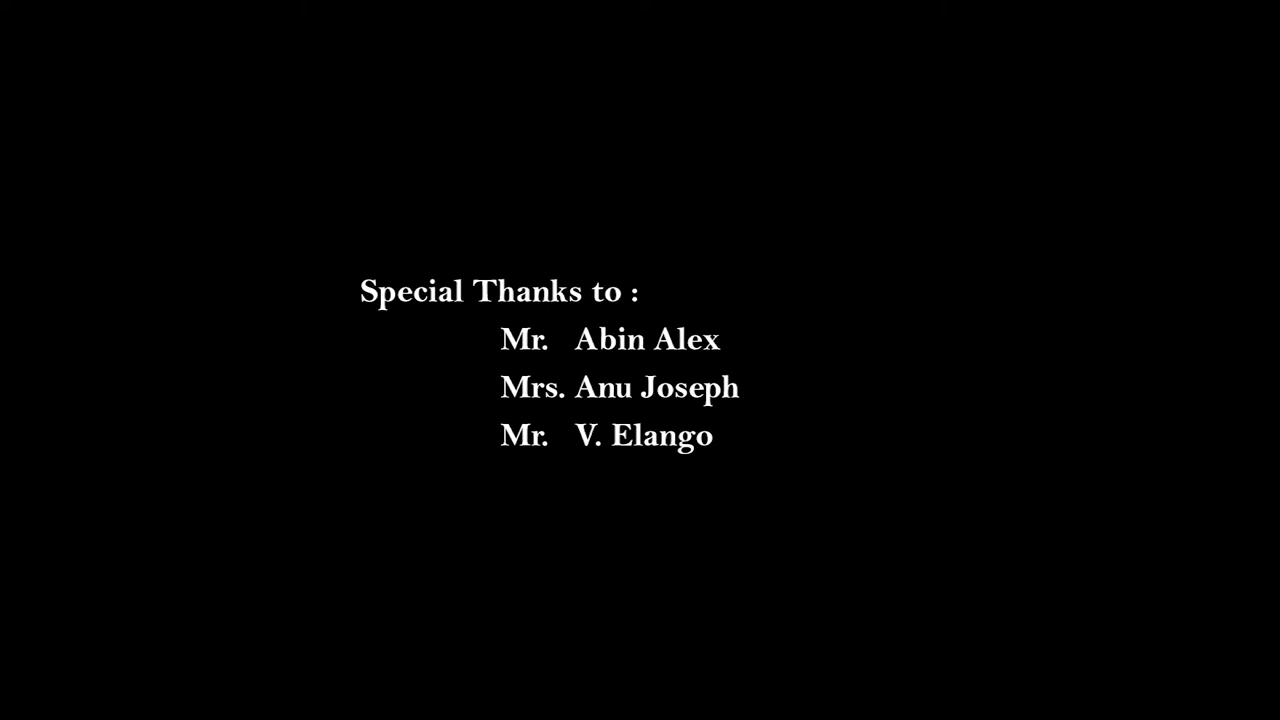 Special Thanks to :
Mr. Abin Alex
Mrs. Anu Joseph
Mr. V. Elango